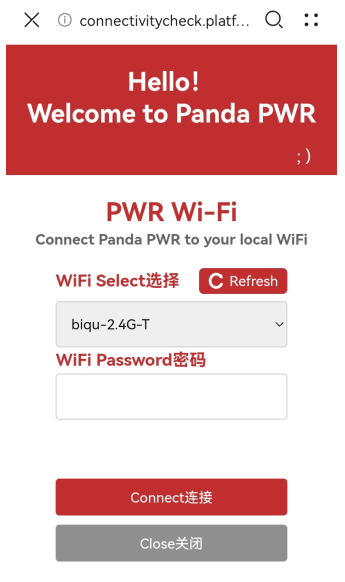 connectivitycheck.platf...
Hello!
Welcome to Panda PWR
; )
PWR Wi-Fi
Connect Panda PWR to your local WiFi
WiFi Select选择
Refresh
biqu-2.4G-T
WiFi Password密码
Connect连接
Close关闭